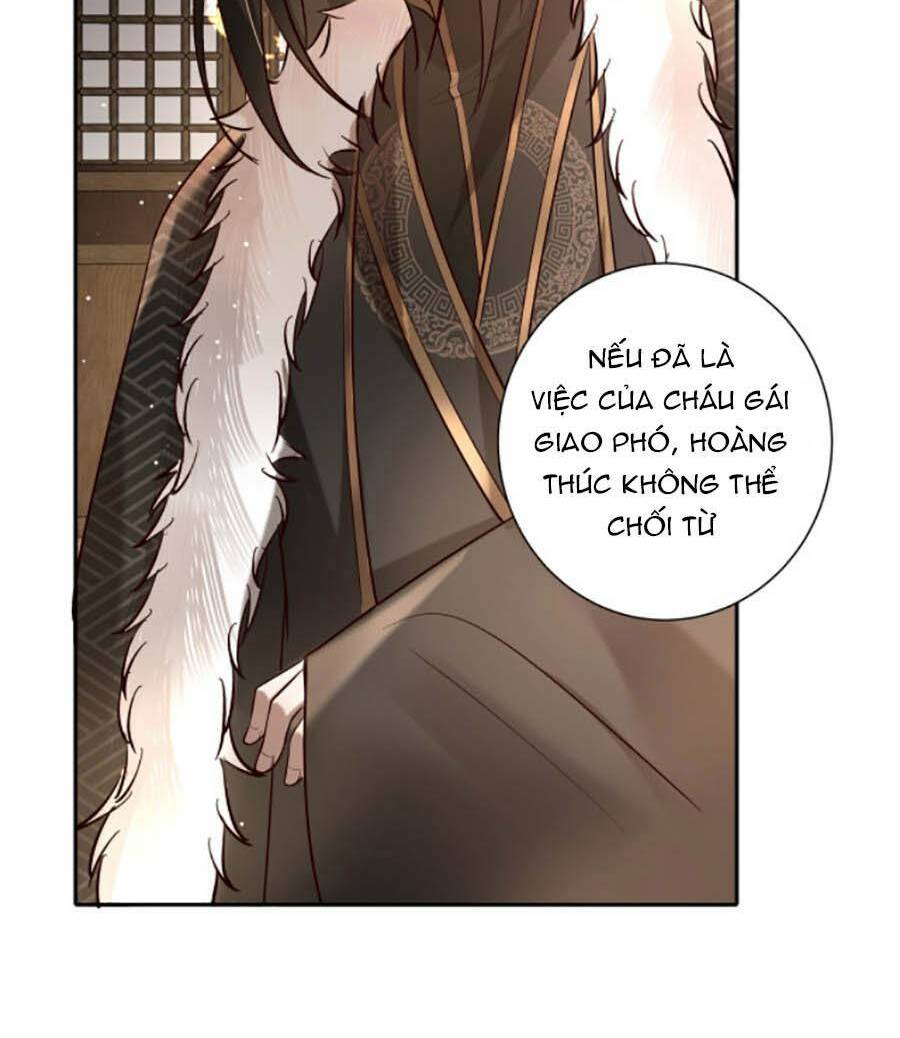 NẾU ĐÃ LÀ
VIỆC CỦA CHÁU GÁI
GIAO PHÓ, HOÀNG
THÚC KHÔNG THỂ
CHỐI TỪ